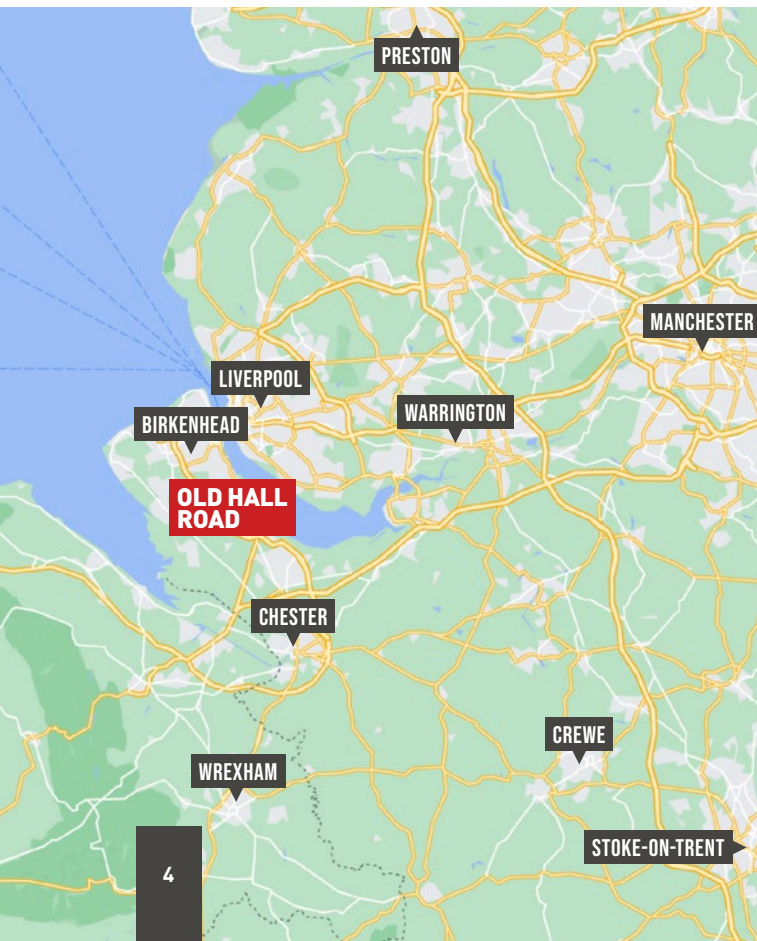 PRESTON
MANCHESTER
LIVERPOOL
WARRINGTON
BIRKENHEAD
OLD HALL
ROAD
CHESTER
CREWE
WREXHAM
STOKE-ON-TRENT
4